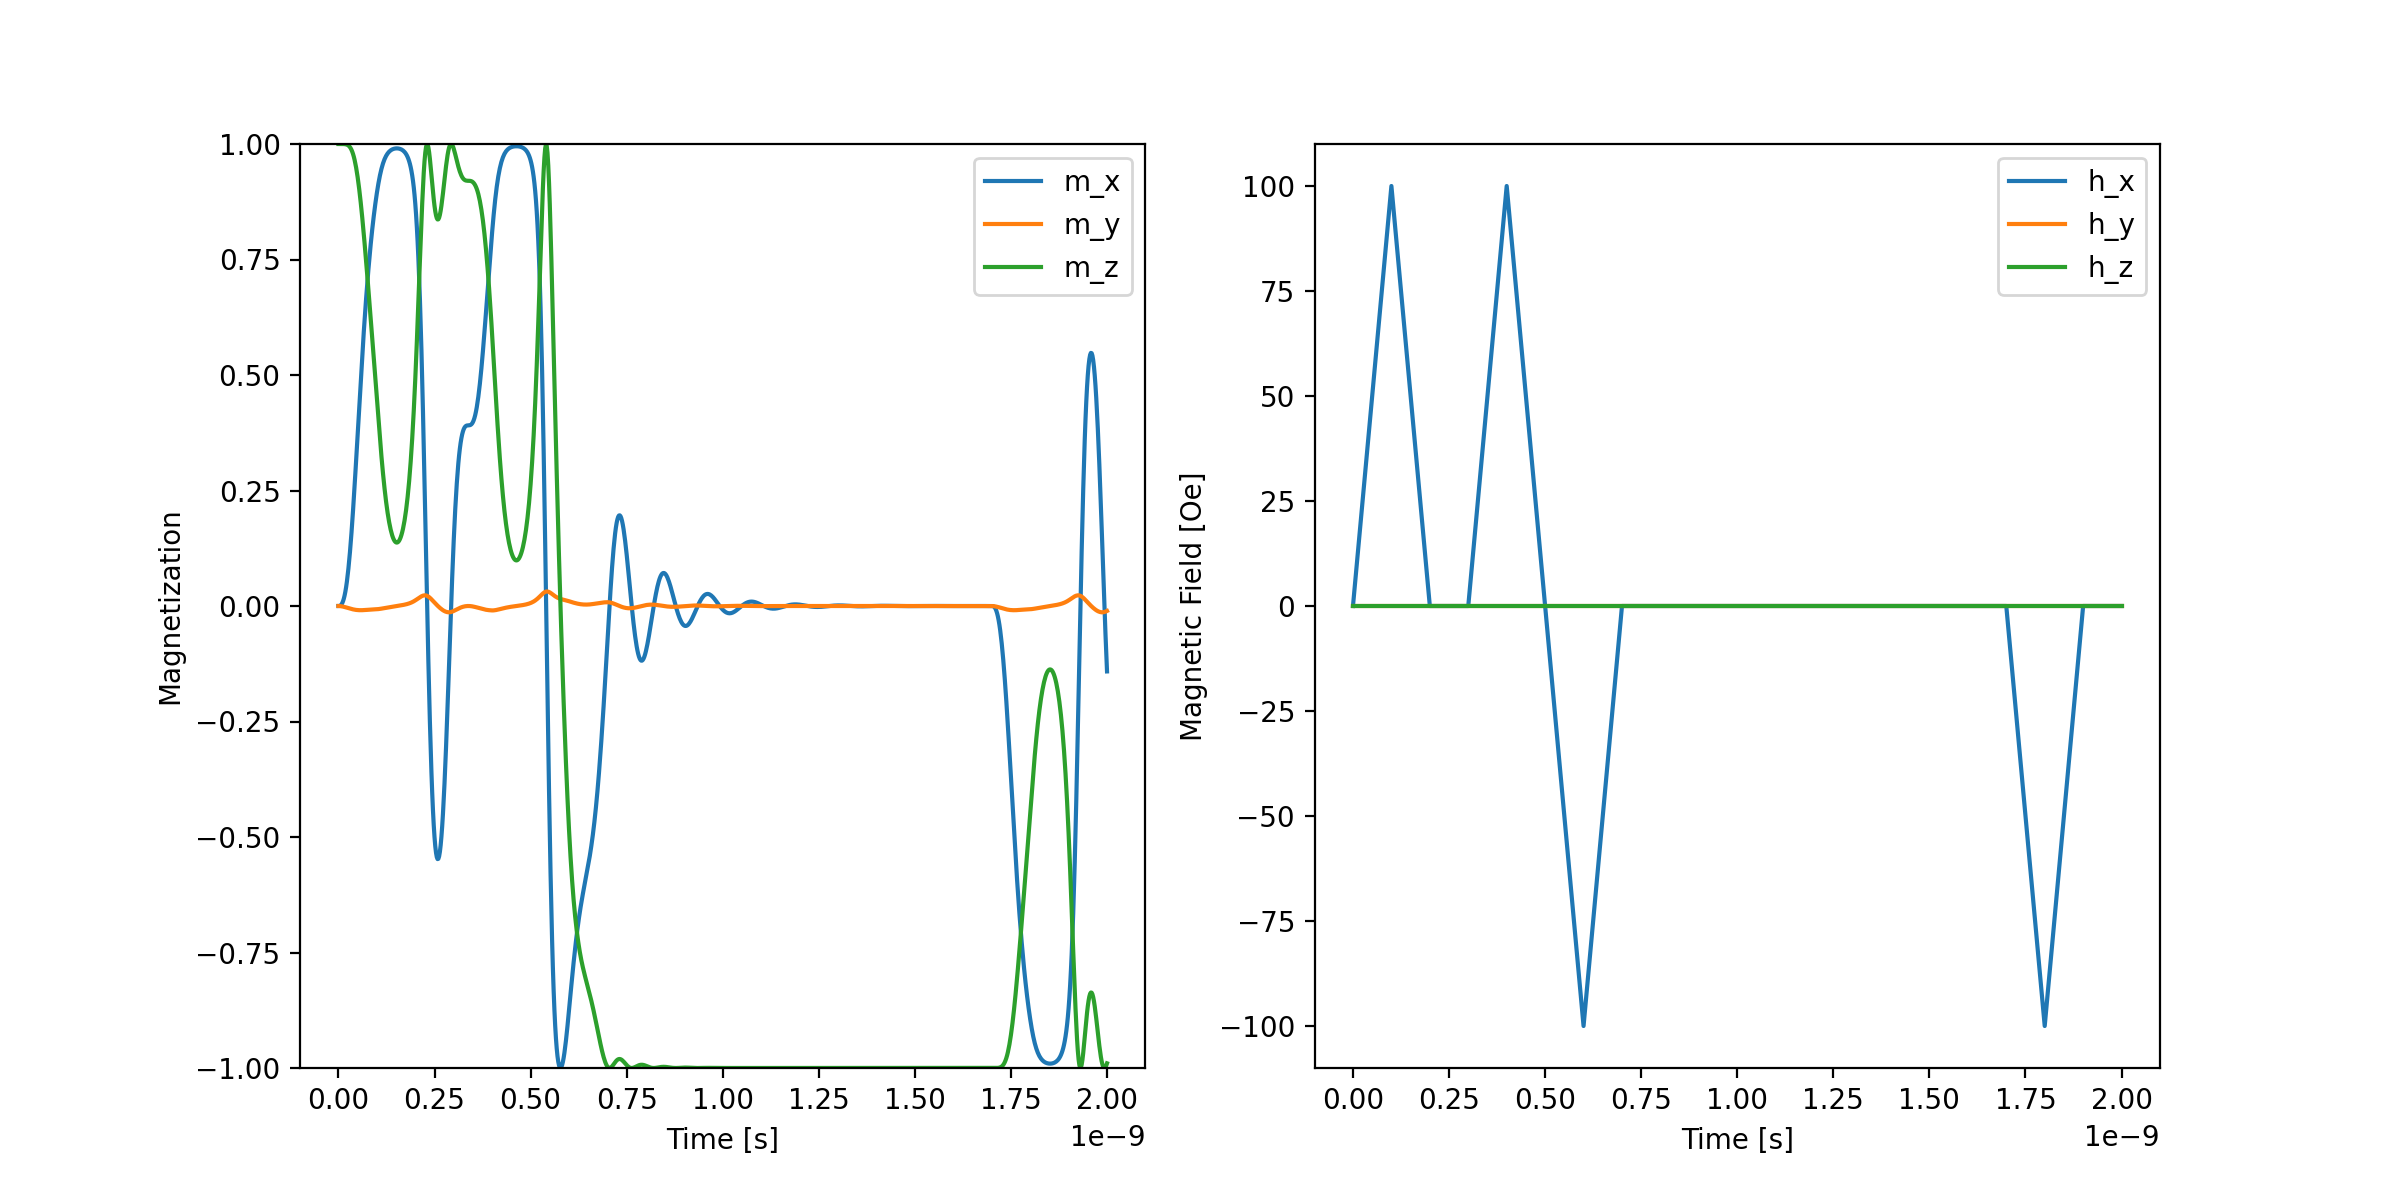 Magnetization
1.00
0.75
0.50
0.25
0.00
−0.25
−0.50
−0.75
−1.00
m_x
m_y
m_z
0.00 0.25 0.50 0.75 1.00 1.25 1.50 1.75 2.00
Time [s]
1e−9
Magnetic Field [Oe]
100
75
50
25
0
−25
−50
−75
−100
h_x
h_y
h_z
0.00 0.25 0.50 0.75 1.00 1.25 1.50 1.75 2.00
Time [s]
1e−9